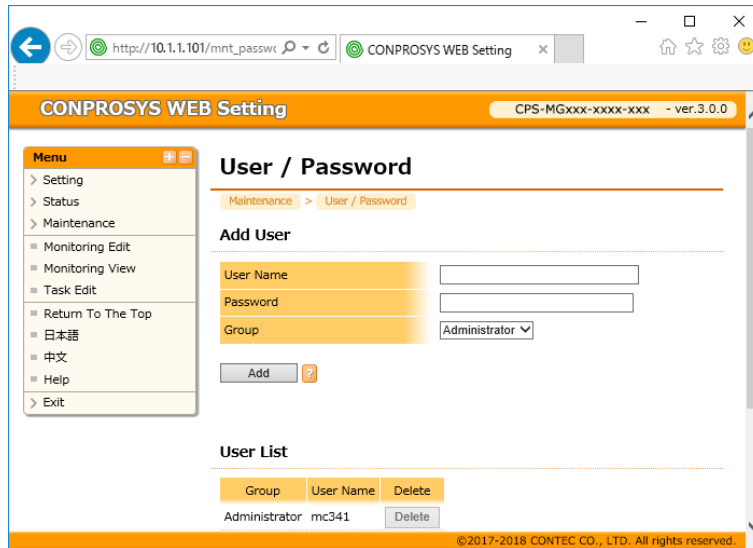 http://10.1.1.101/mnt_passwo
CONPROSYS WEB Setting
CONPROSYS WEB Setting
CPS-MGxxx-xxxx-xxx - ver.3.0.0
Menu
Setting
Status
Maintenance
Monitoring Edit
Monitoring View
Task Edit
Return To The Top
日本語
中文
Help
Exit
User / Password
Maintenance > User / Password
Add User
User Name
Password
Group Administrator
Add ?
User List
Group User Name Delete
Administrator mc341 Delete
©2017-2018 CONTEC CO., LTD. All rights reserved.